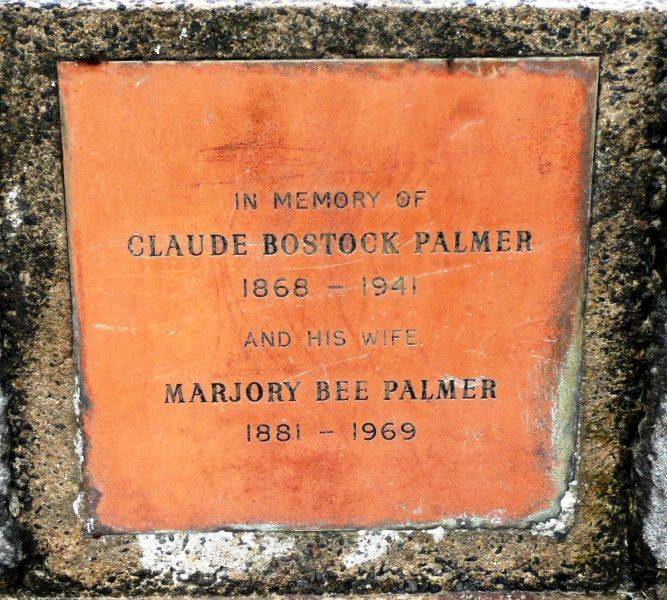 IN MEMORY OF
CLAUDE BOSTOCK PALMER
1868 – 1941
AND HIS WIFE
MARJORY BEE PALMER
1881 – 1969